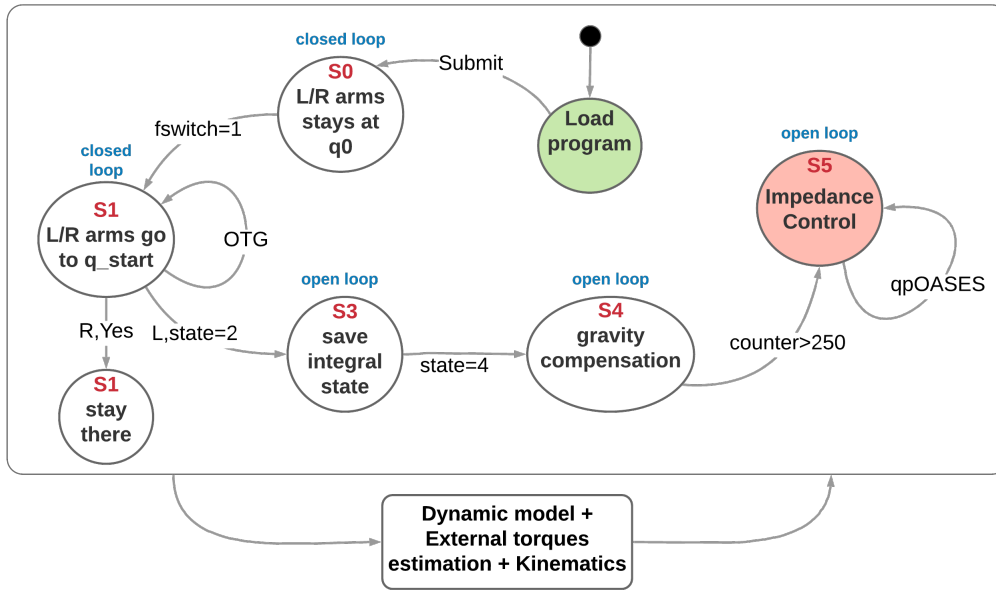 closed loop
S0
L/R arms
stays at
q0
Submit
Load
program
fswitch=1
closed
loop
S1
L/R arms go
to q_start
OTG
R,Yes
L,state=2
S1
stay
there
open loop
S3
save
integral
state
state=4
open loop
S4
gravity
compensation
counter>250
open loop
S5
Impedance
Control
qpOASES
Dynamic model +
External torques
estimation + Kinematics